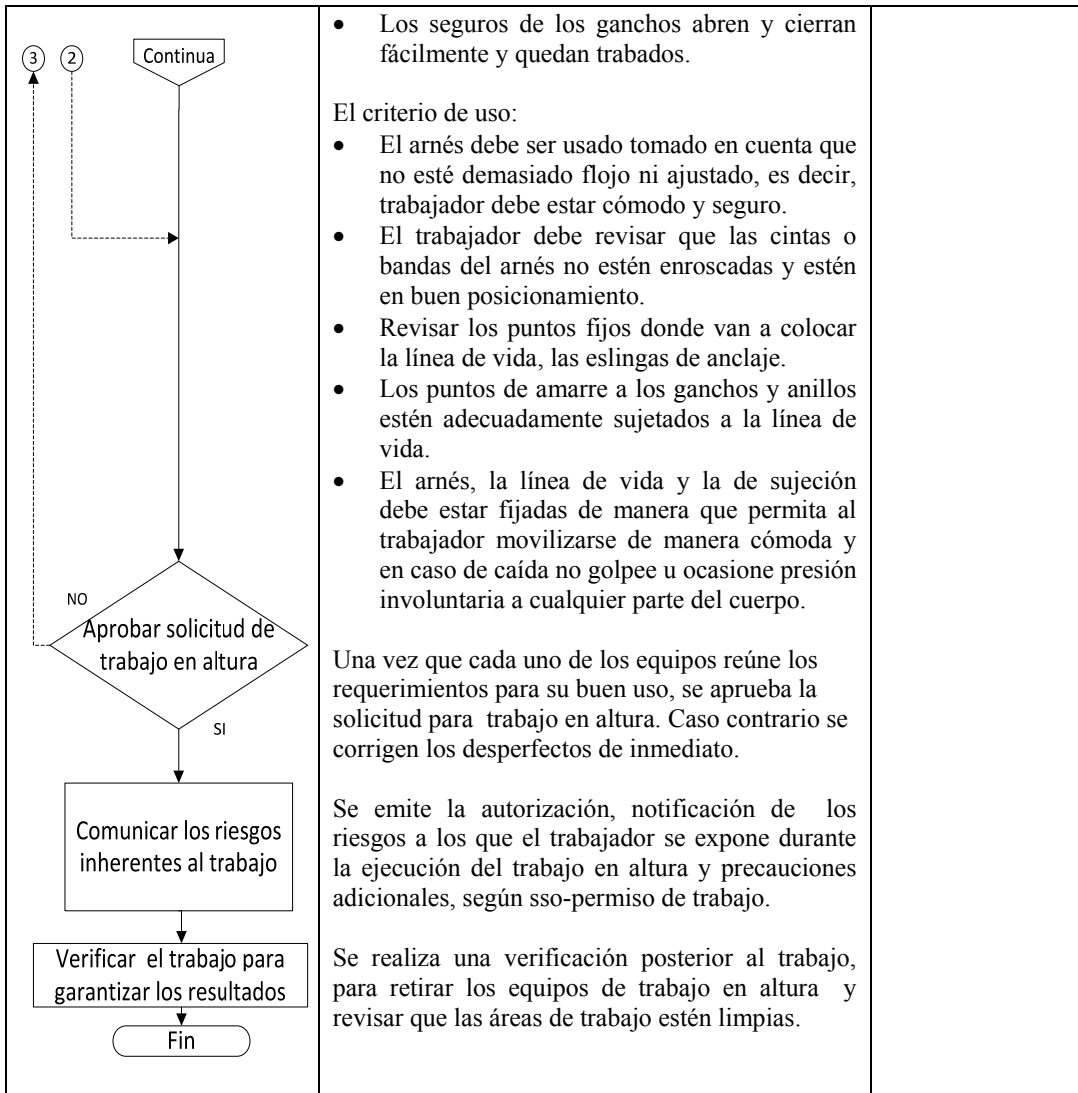 3 2 Continua
NO
Aprobar solicitud de
trabajo en altura
SI
Comunicar los riesgos
inherentes al trabajo
Verificar el trabajo para
garantizar los resultados
Fin
• Los seguros de los ganchos abren y cierran
fácilmente y quedan trabados.
El criterio de uso:
• El arnés debe ser usado tomado en cuenta que
no esté demasiado flojo ni ajustado, es decir,
trabajador debe estar cómodo y seguro.
• El trabajador debe revisar que las cintas o
bandas del arnés no estén enroscadas y estén
en buen posicionamiento.
• Revisar los puntos fijos donde van a colocar
la línea de vida, las eslingas de anclaje.
• Los puntos de amarre a los ganchos y anillos
estén adecuadamente sujetados a la línea de
vida.
• El arnés, la línea de vida y la de sujeción
debe estar fijadas de manera que permita al
trabajador movilizarse de manera cómoda y
en caso de caída no golpee u ocasione presión
involuntaria a cualquier parte del cuerpo.
Una vez que cada uno de los equipos reúne los
requerimientos para su buen uso, se aprueba la
solicitud para trabajo en altura. Caso contrario se
corrigen los desperfectos de inmediato.
Se emite la autorización, notificación de los
riesgos a los que el trabajador se expone durante
la ejecución del trabajo en altura y precauciones
adicionales, según sso-permiso de trabajo.
Se realiza una verificación posterior al trabajo,
para retirar los equipos de trabajo en altura y
revisar que las áreas de trabajo estén limpias.